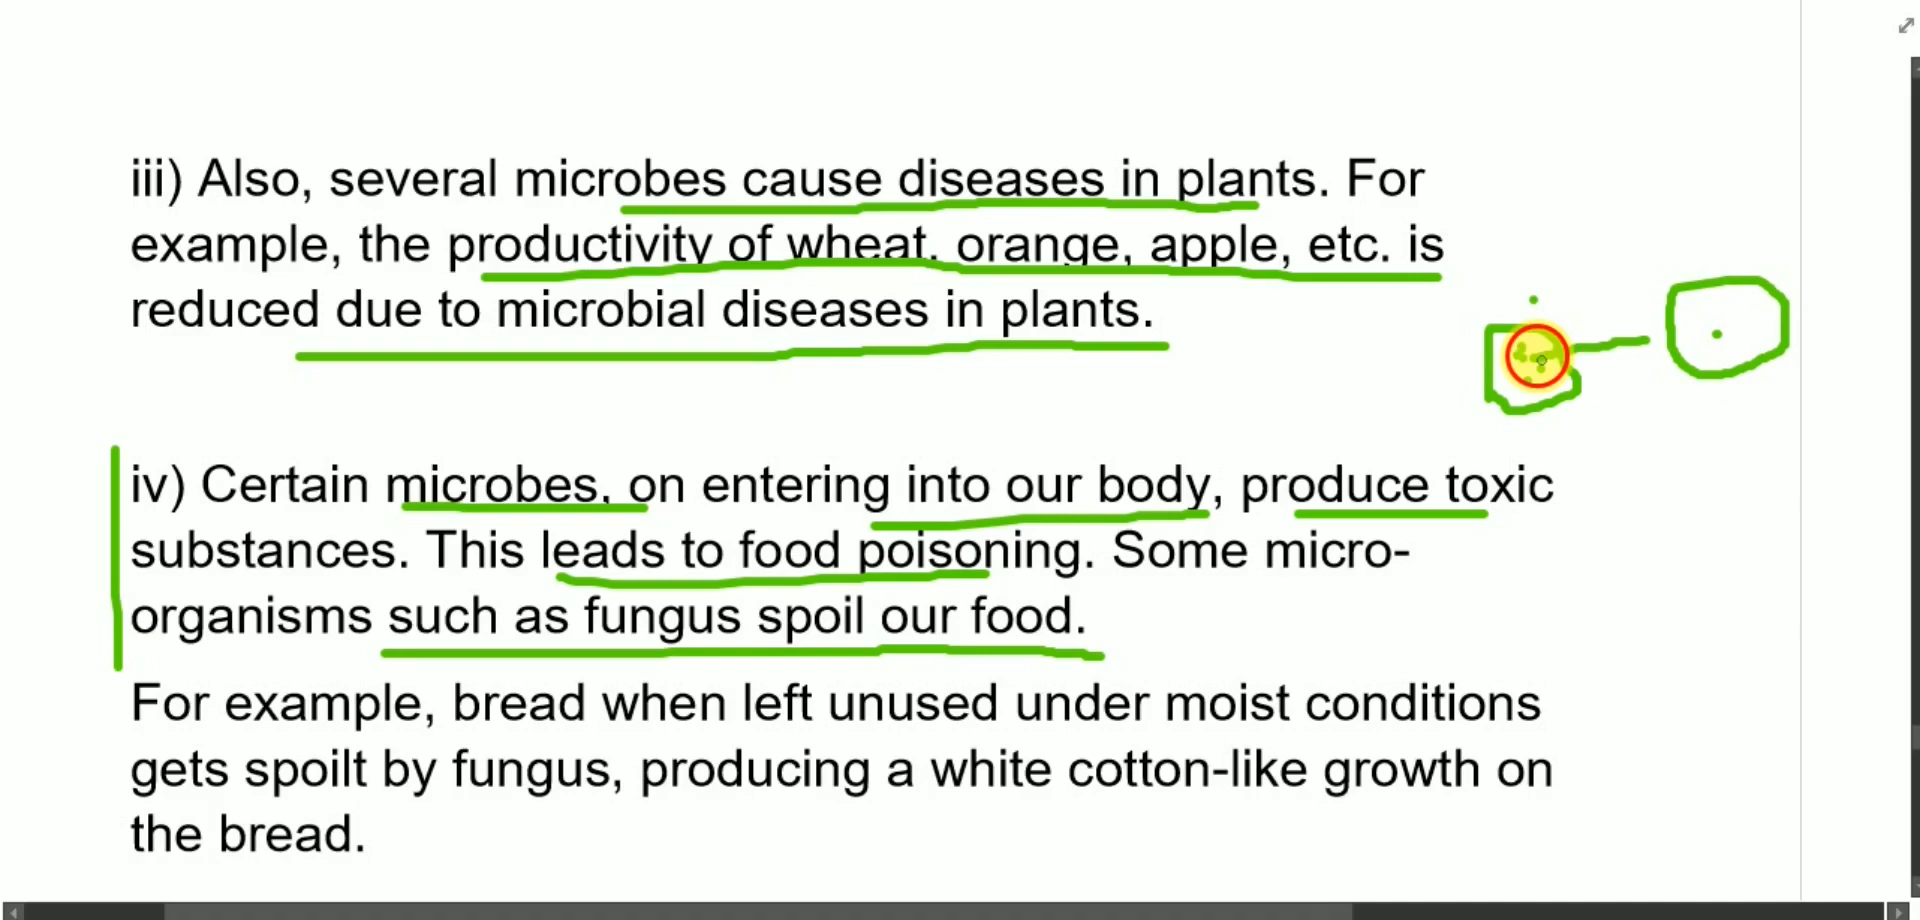 iii) Also, several microbes cause diseases in plants. For
example, the productivity of wheat, orange, apple, etc. is
reduced due to microbial diseases in plants.
iv) Certain microbes, on entering into our body, produce toxic
substances. This leads to food poisoning. Some micro-
organisms such as fungus spoil our food.
For example, bread when left unused under moist conditions
gets spoilt by fungus, producing a white cotton-like growth on
the bread.